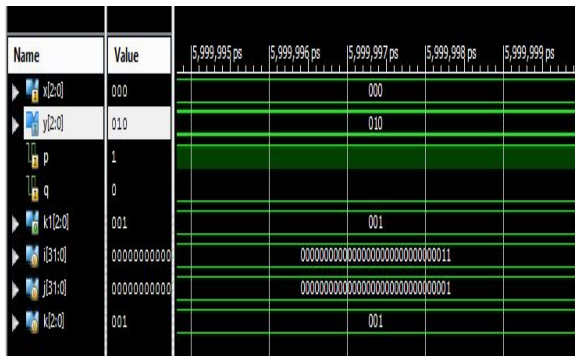 Name Value 5,999,995 ps 5,999,996 ps 5,999,997 ps 5,999,998 ps 5,999,999 ps
x[2:0] 000 000
y[2:0] 010 010
p 1
q 0
k1[2:0] 001 001
i[31:0] 00000000000 00000000000000000000000000000011
j[31:0] 00000000000 00000000000000000000000000000001
k[2:0] 001 001